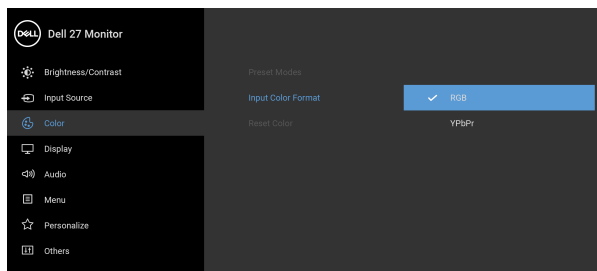 DELL Dell 27 Monitor
Brightness/Contrast
Input Source
Color
Display
Audio
Menu
Personalize
Others
Preset Modes
Input Color Format
Reset Color
RGB
YPbPr